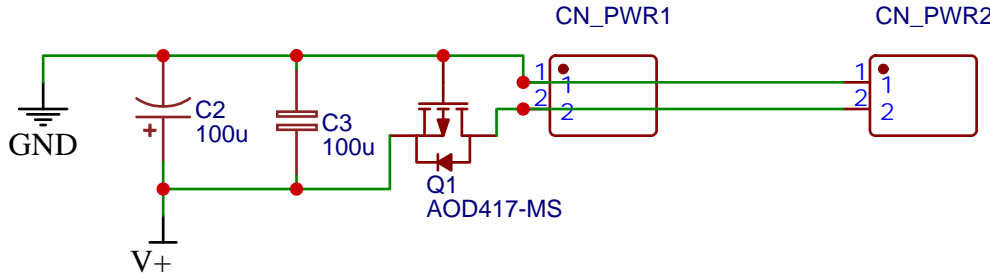 CN_PWR1
CN_PWR2
1
1
1
1
2
2
2
2
C2
100u
+
C3
100u
GND
Q1
AOD417-MS
V+